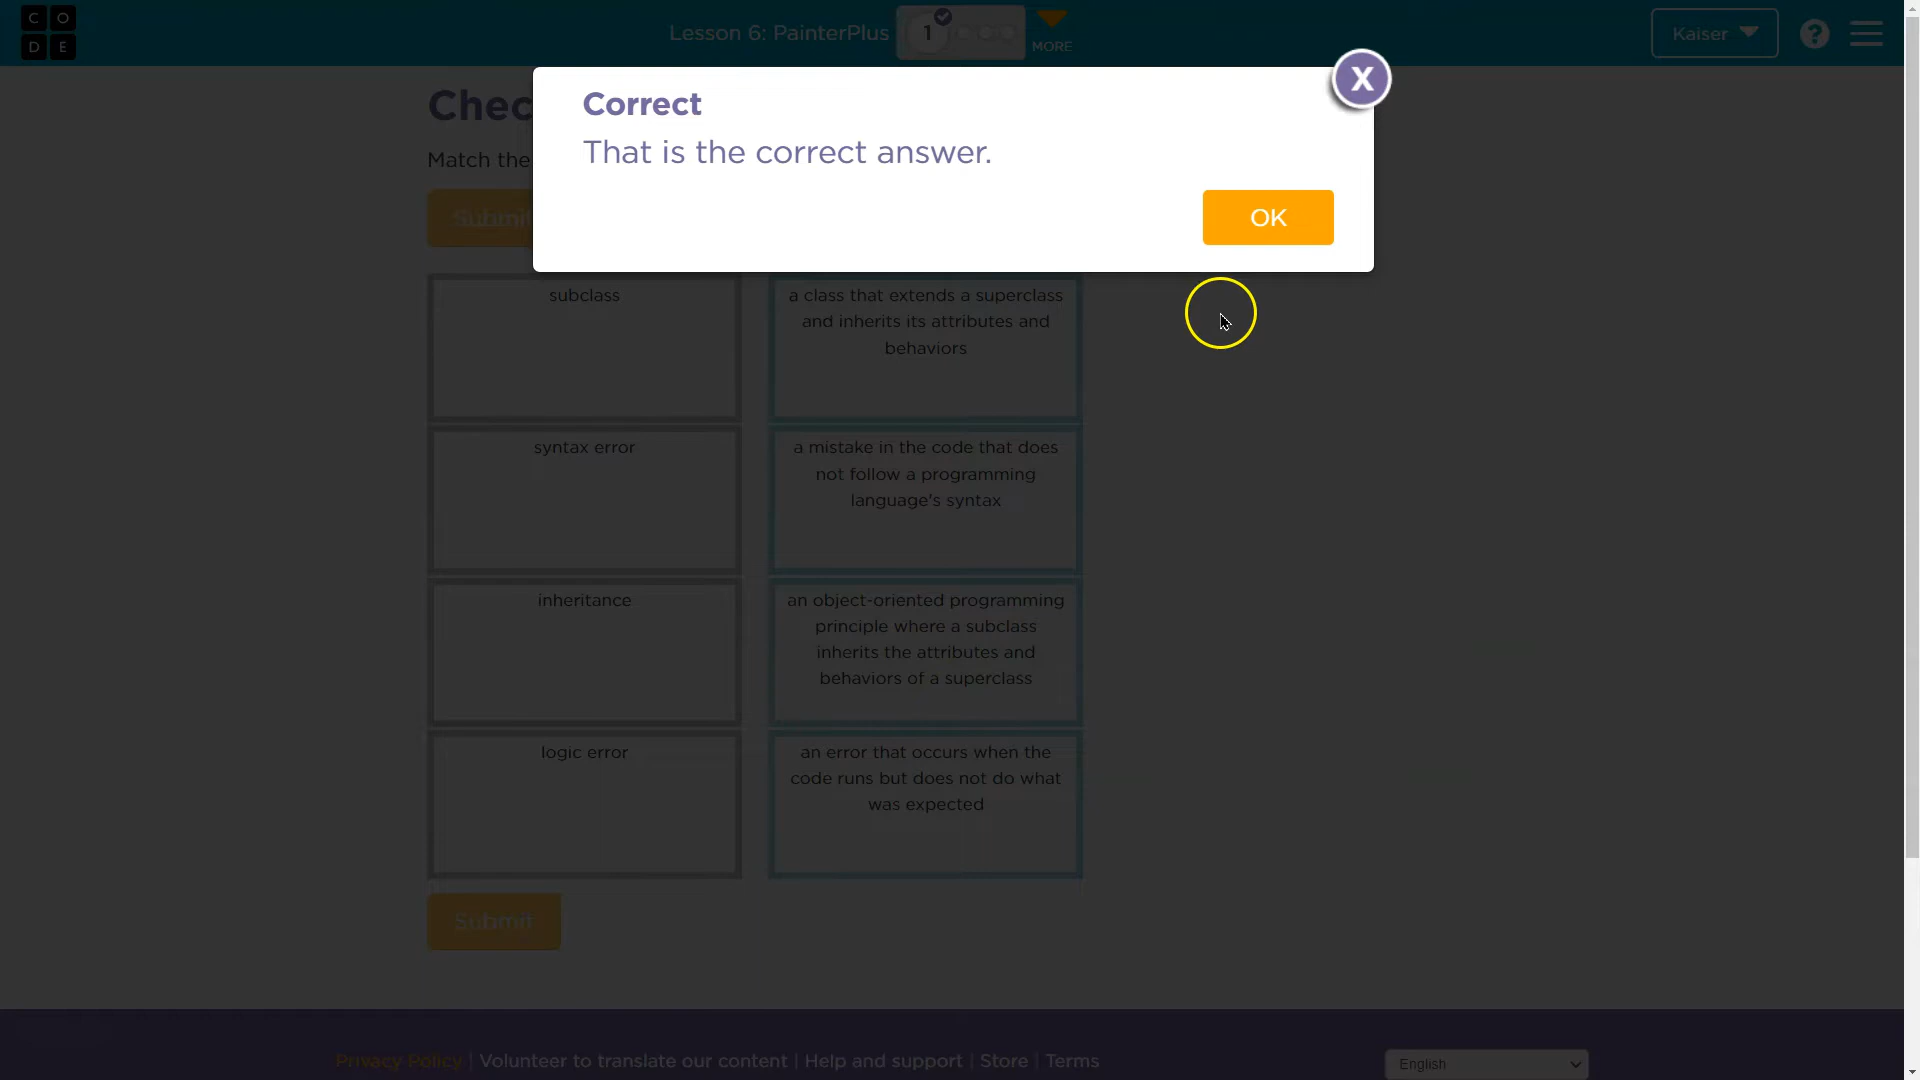 C O
D E
Lesson 6: PainterPlus
1
MORE
Kaiser
?
X
Correct
That is the correct answer.
OK
Chec
Match the
Submit
subclass
a class that extends a superclass
and inherits its attributes and
behaviors
syntax error
a mistake in the code that does
not follow a programming
language's syntax
inheritance
an object-oriented programming
principle where a subclass
inherits the attributes and
behaviors of a superclass
logic error
an error that occurs when the
code runs but does not do what
was expected
Submit
Privacy Policy | Volunteer to translate our content | Help and support | Store | Terms
English